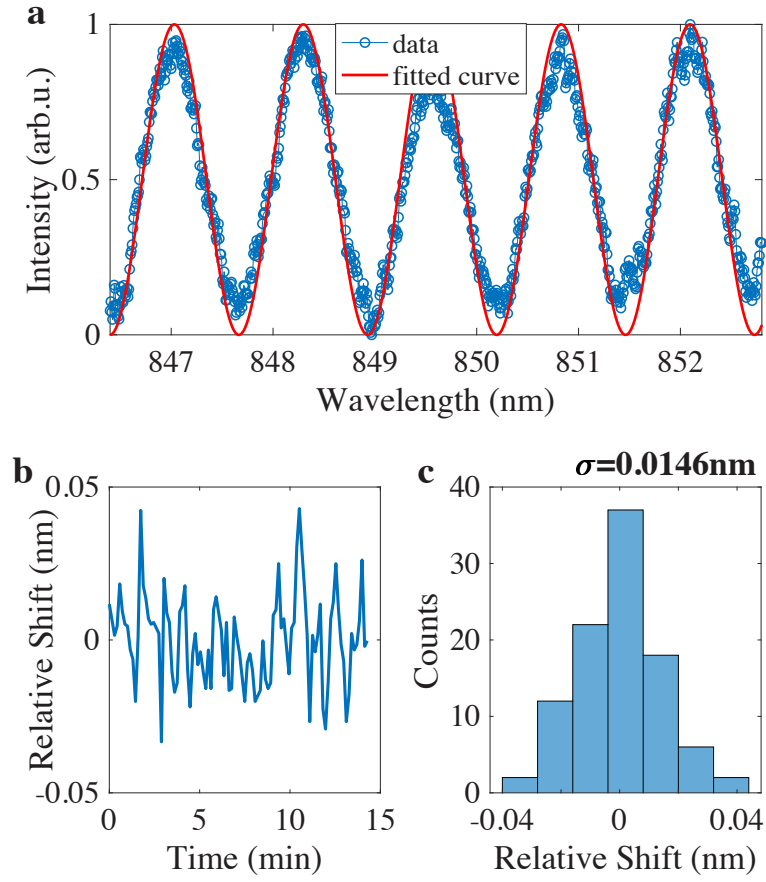 a
1
0.5
0
Intensity (arb.u.)
data
fitted curve
847 848 849 850 851 852
Wavelength (nm)
b
0.05
0
-0.05
Relative Shift (nm)
0 5 10 15
Time (min)
c
σ=0.0146nm
40
30
20
10
0
Counts
-0.04 0 0.04
Relative Shift (nm)